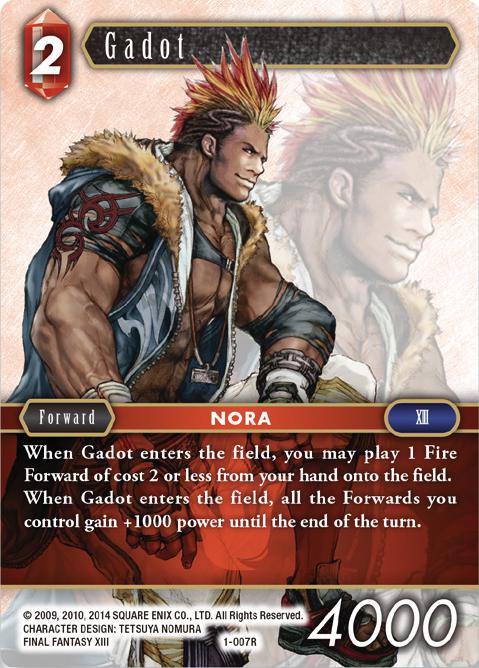 2
Gadot
Forward
NORA
XIII
When Gadot enters the field, you may play 1 Fire
Forward of cost 2 or less from your hand onto the field.
When Gadot enters the field, all the Forwards you
control gain +1000 power until the end of the turn.
© 2009, 2010, 2014 SQUARE ENIX CO., LTD. All Rights Reserved.
CHARACTER DESIGN: TETSUYA NOMURA
FINAL FANTASY XIII
1-007R
4000